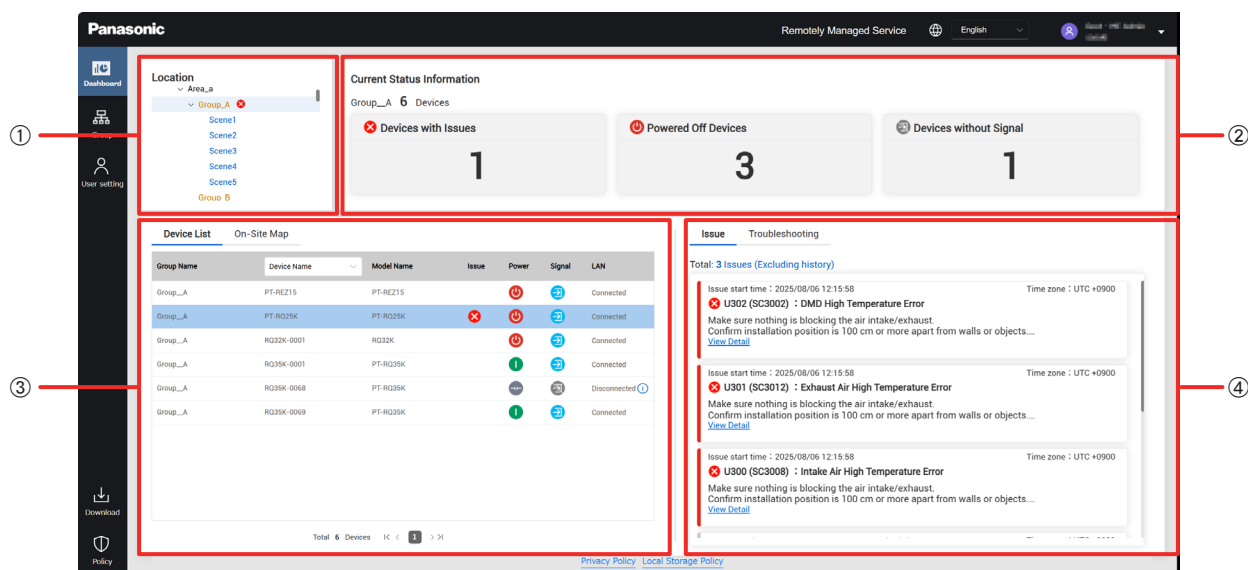 Panasonic
Remotely Managed Service
English
Dashboard
Group
User setting
Download
Policy
①
②
③
④
Location
Area_a
Group_A
Scene1
Scene2
Scene3
Scene4
Scene5
Group B
Current Status Information
Group__A 6 Devices
Devices with Issues
1
Powered Off Devices
3
Devices without Signal
1
Device List On-Site Map
Group Name Device Name Model Name Issue Power Signal LAN
Group__A PT-REZ15 PT-REZ15 Connected
Group__A PT-RQ25K PT-RQ25K Connected
Group__A RQ32K-0001 RQ32K Connected
Group__A RQ35K-0001 PT-RQ35K Connected
Group__A RQ35K-0068 PT-RQ35K Disconnected
Group__A RQ35K-0069 PT-RQ35K Connected
Total 6 Devices 1
Issue Troubleshooting
Total: 3 Issues (Excluding history)
Issue start time：2025/08/06 12:15:58 Time zone：UTC +0900
U302 (SC3002) ：DMD High Temperature Error
Make sure nothing is blocking the air intake/exhaust.
Confirm installation position is 100 cm or more apart from walls or objects....
View Detail
Issue start time：2025/08/06 12:15:58 Time zone：UTC +0900
U301 (SC3012) ：Exhaust Air High Temperature Error
Make sure nothing is blocking the air intake/exhaust.
Confirm installation position is 100 cm or more apart from walls or objects....
View Detail
Issue start time：2025/08/06 12:15:58 Time zone：UTC +0900
U300 (SC3008) ：Intake Air High Temperature Error
Make sure nothing is blocking the air intake/exhaust.
Confirm installation position is 100 cm or more apart from walls or objects....
View Detail
Privacy Policy Local Storage Policy